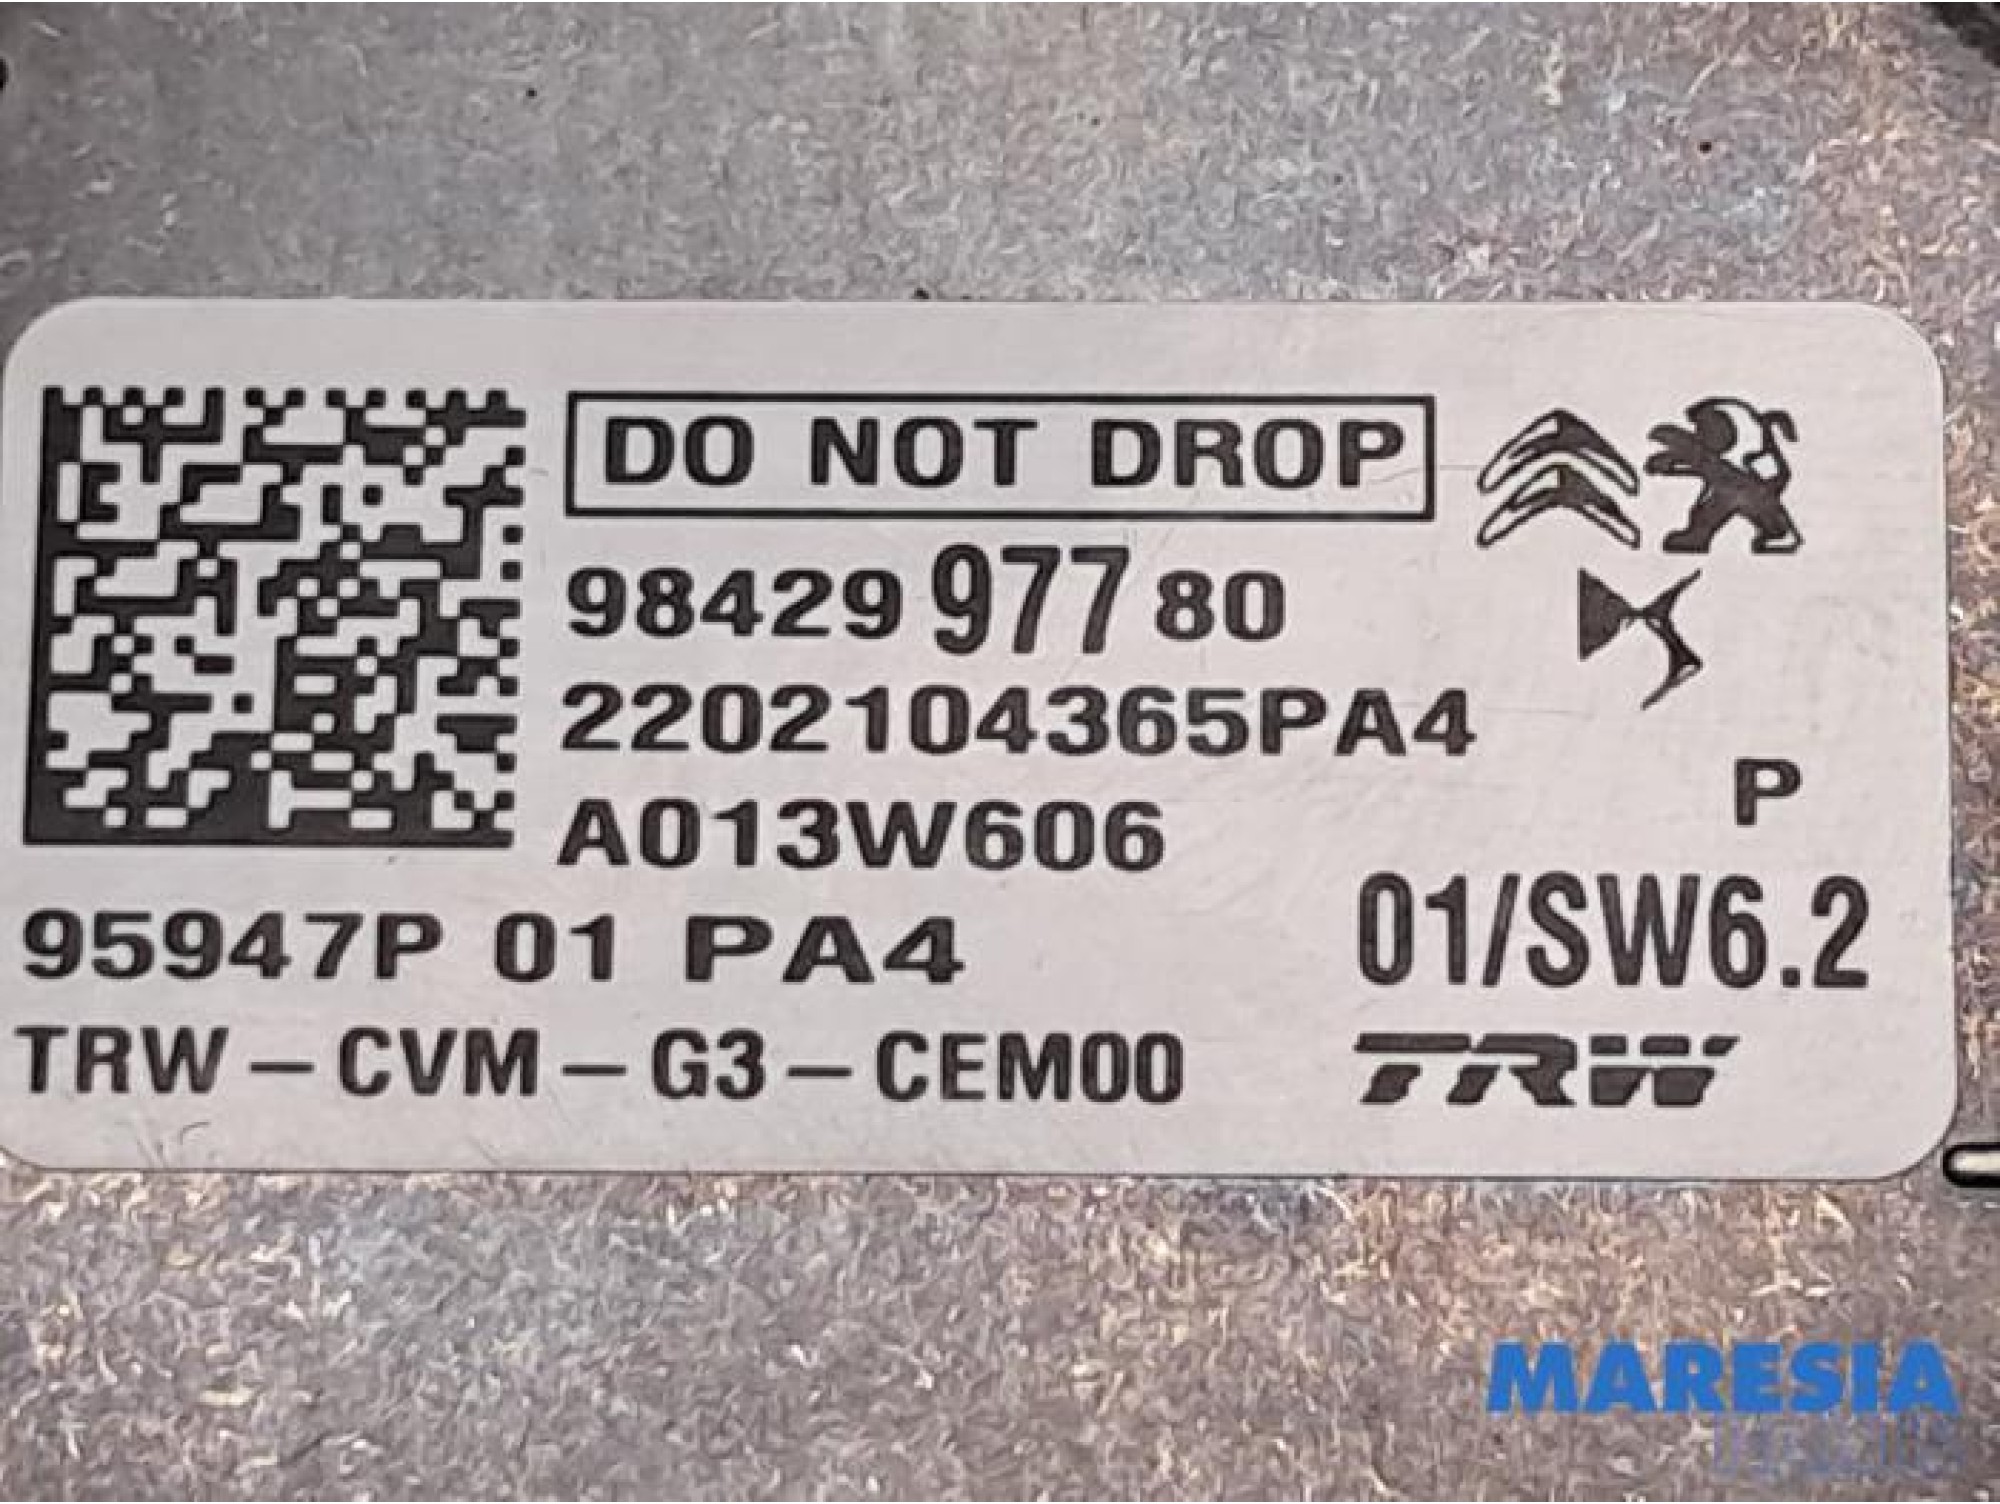 DO NOT DROP
98429 977 80
2202104365PA4
P
A013W606
95947P 01 PA4
01/SW6.2
TRW-CVM-G3-CEM00
TRW
MARESIA